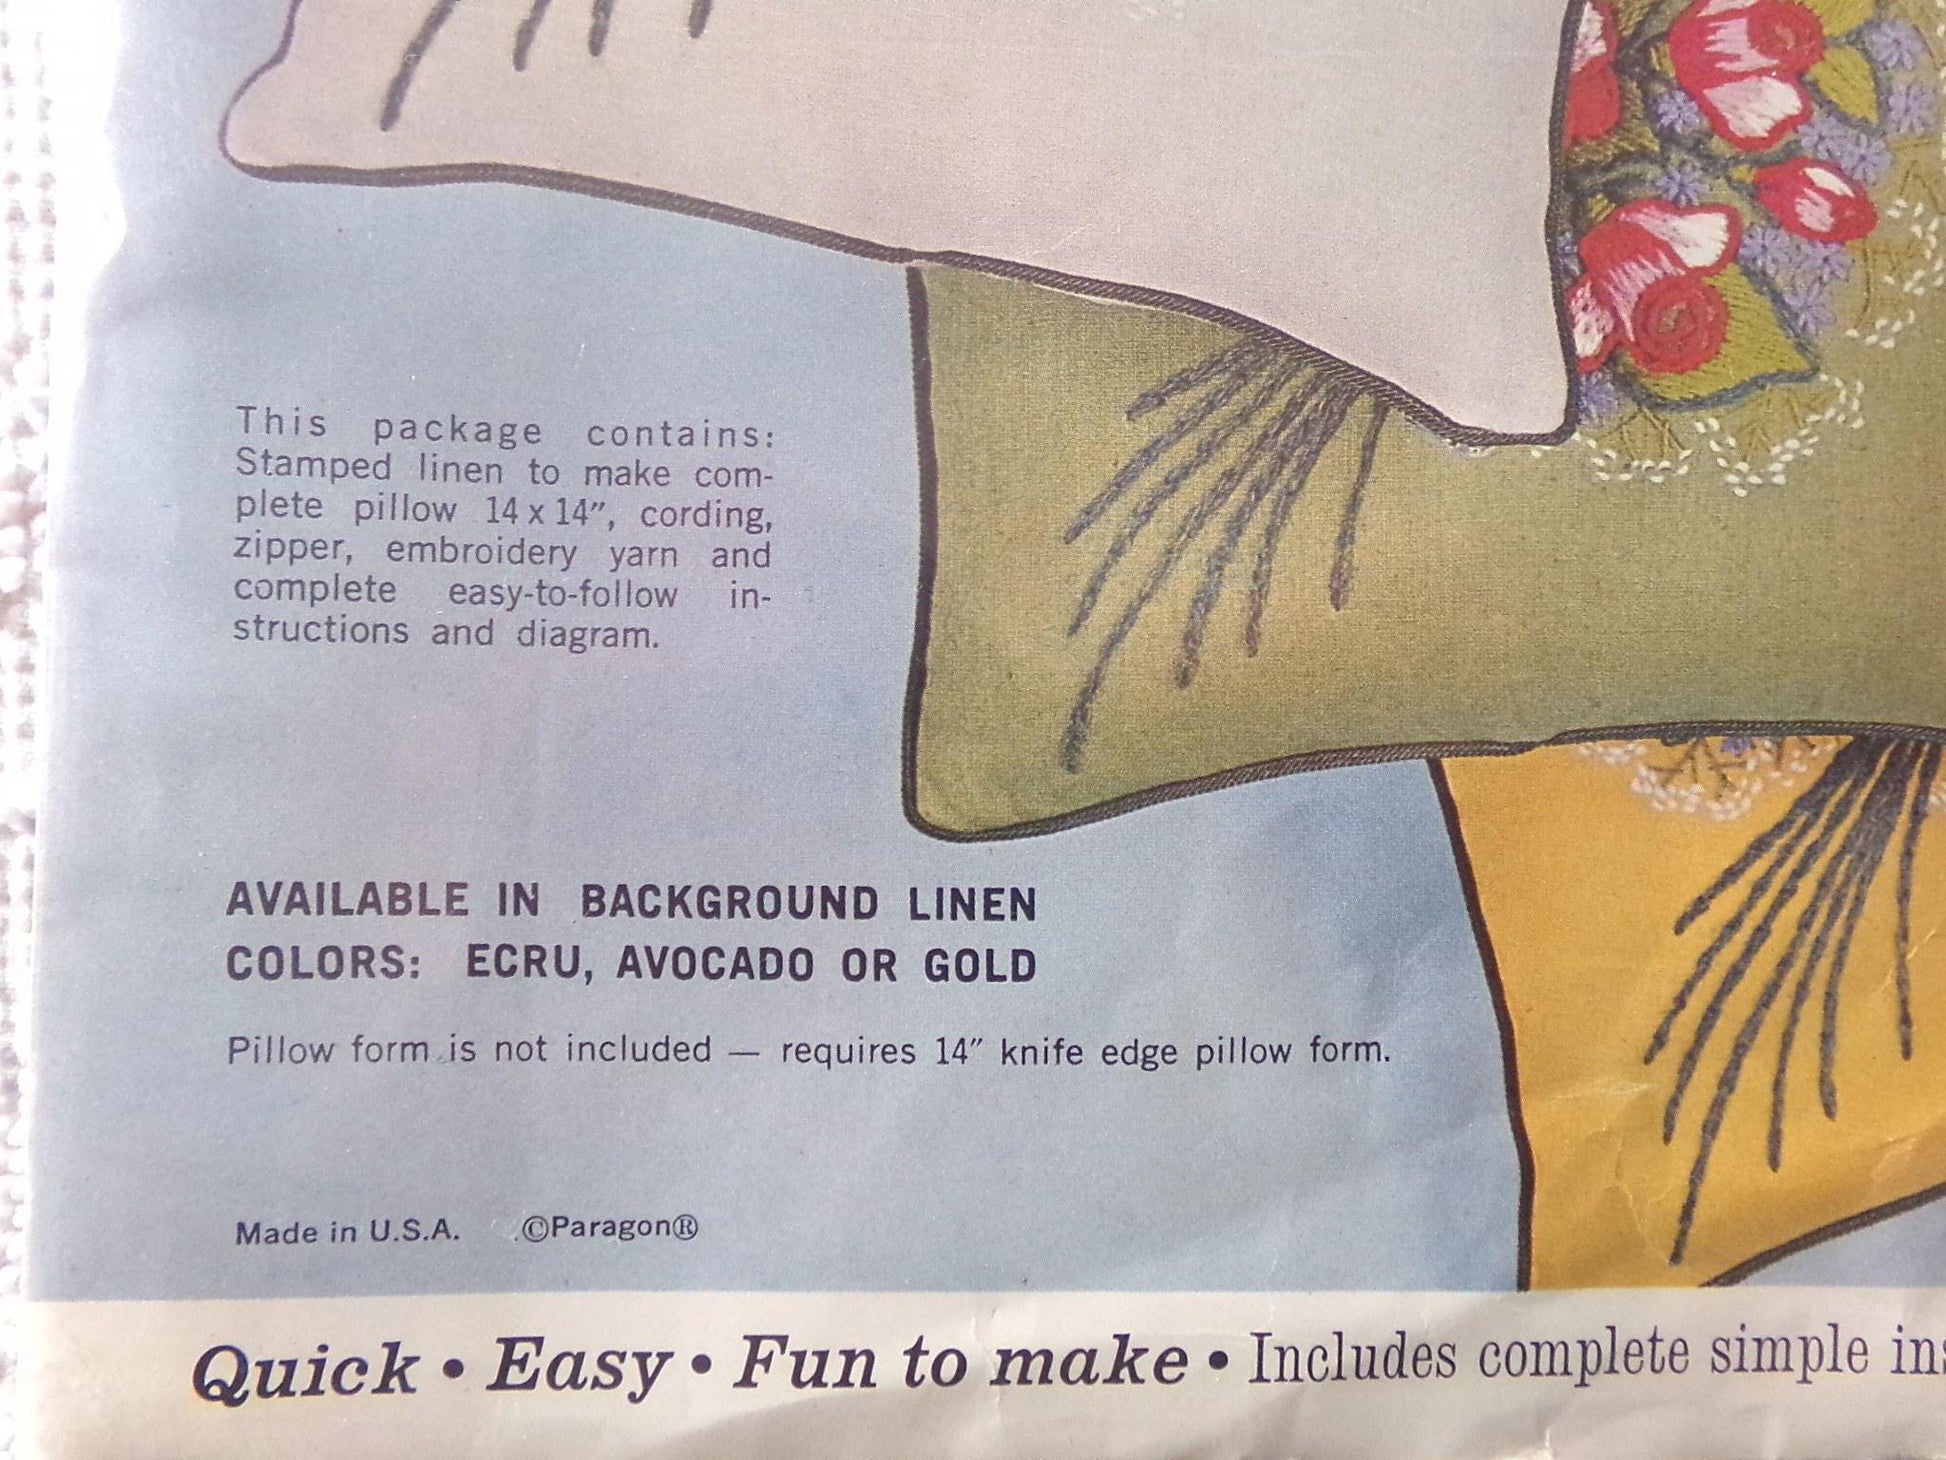 This package contains:
Stamped linen to make com-
plete pillow 14 x 14″, cording,
zipper, embroidery yarn and
complete easy-to-follow in-
structions and diagram.
AVAILABLE IN BACKGROUND LINEN
COLORS: ECRU, AVOCADO OR GOLD
Pillow form is not included — requires 14″ knife edge pillow form.
Made in U.S.A. ©Paragon®
Quick • Easy • Fun to make • Includes complete simple